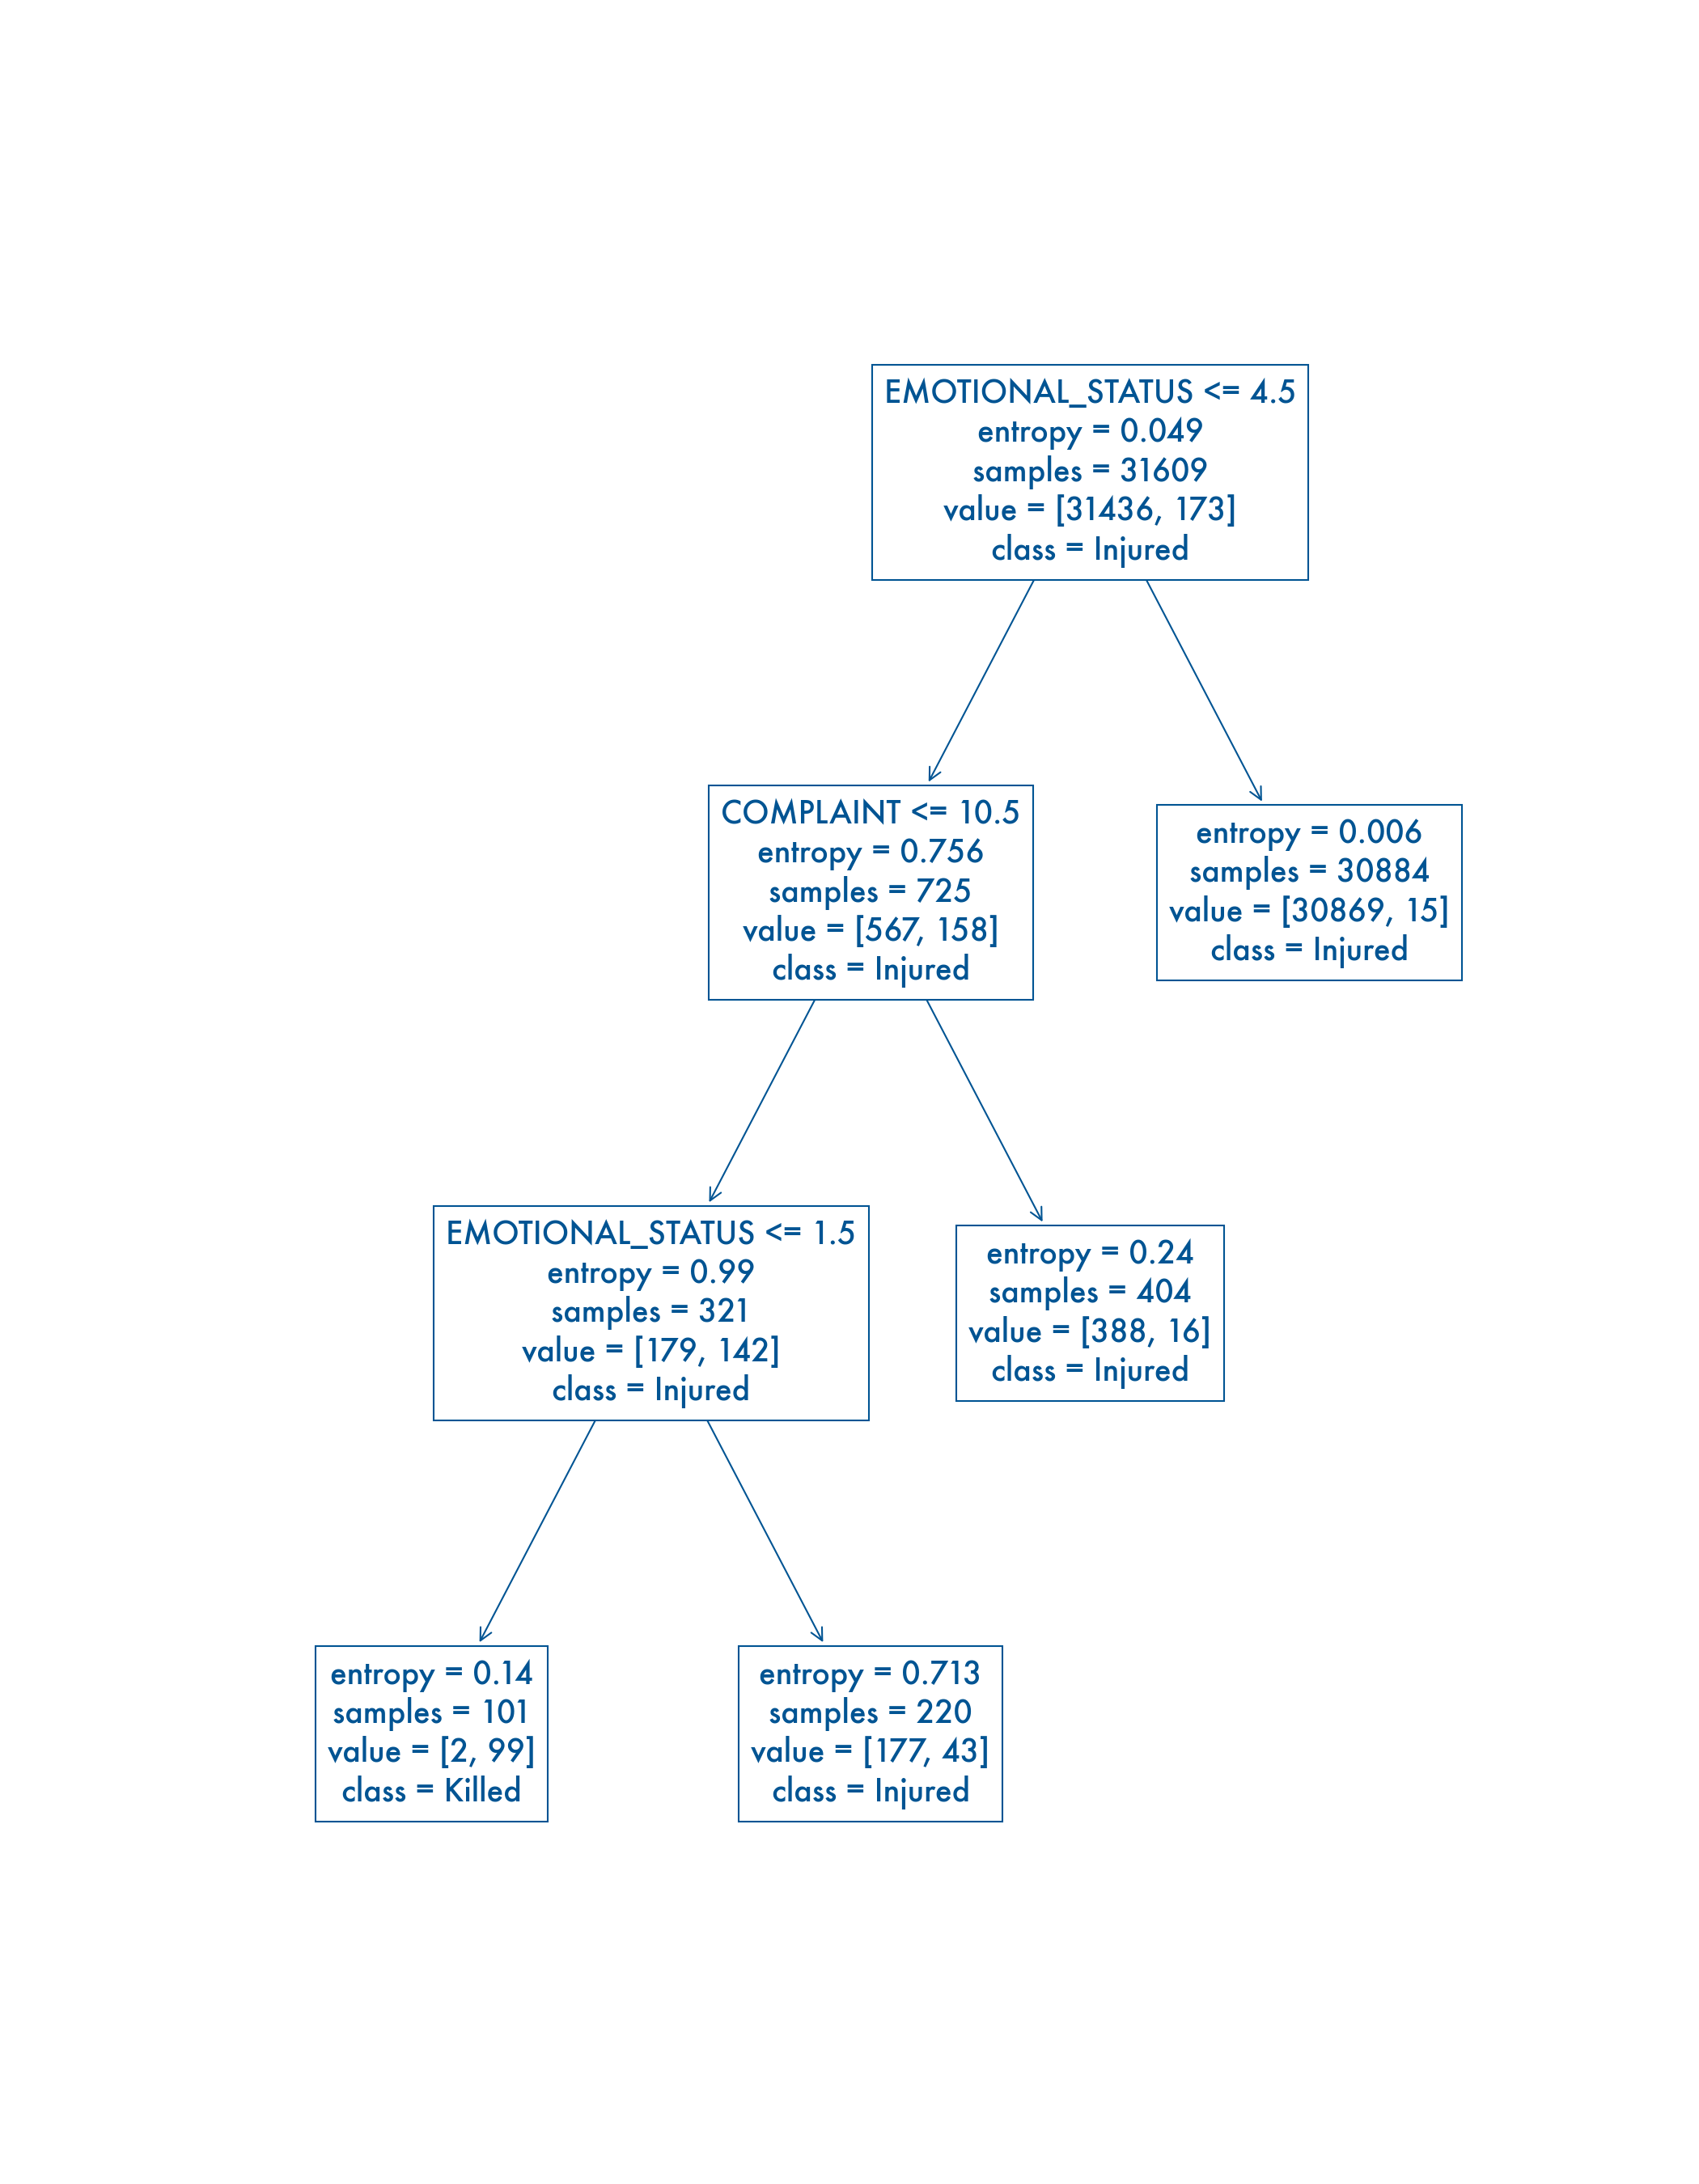 EMOTIONAL_STATUS <= 4.5
entropy = 0.049
samples = 31609
value = [31436, 173]
class = Injured
COMPLAINT <= 10.5
entropy = 0.756
samples = 725
value = [567, 158]
class = Injured
entropy = 0.006
samples = 30884
value = [30869, 15]
class = Injured
EMOTIONAL_STATUS <= 1.5
entropy = 0.99
samples = 321
value = [179, 142]
class = Injured
entropy = 0.24
samples = 404
value = [388, 16]
class = Injured
entropy = 0.14
samples = 101
value = [2, 99]
class = Killed
entropy = 0.713
samples = 220
value = [177, 43]
class = Injured